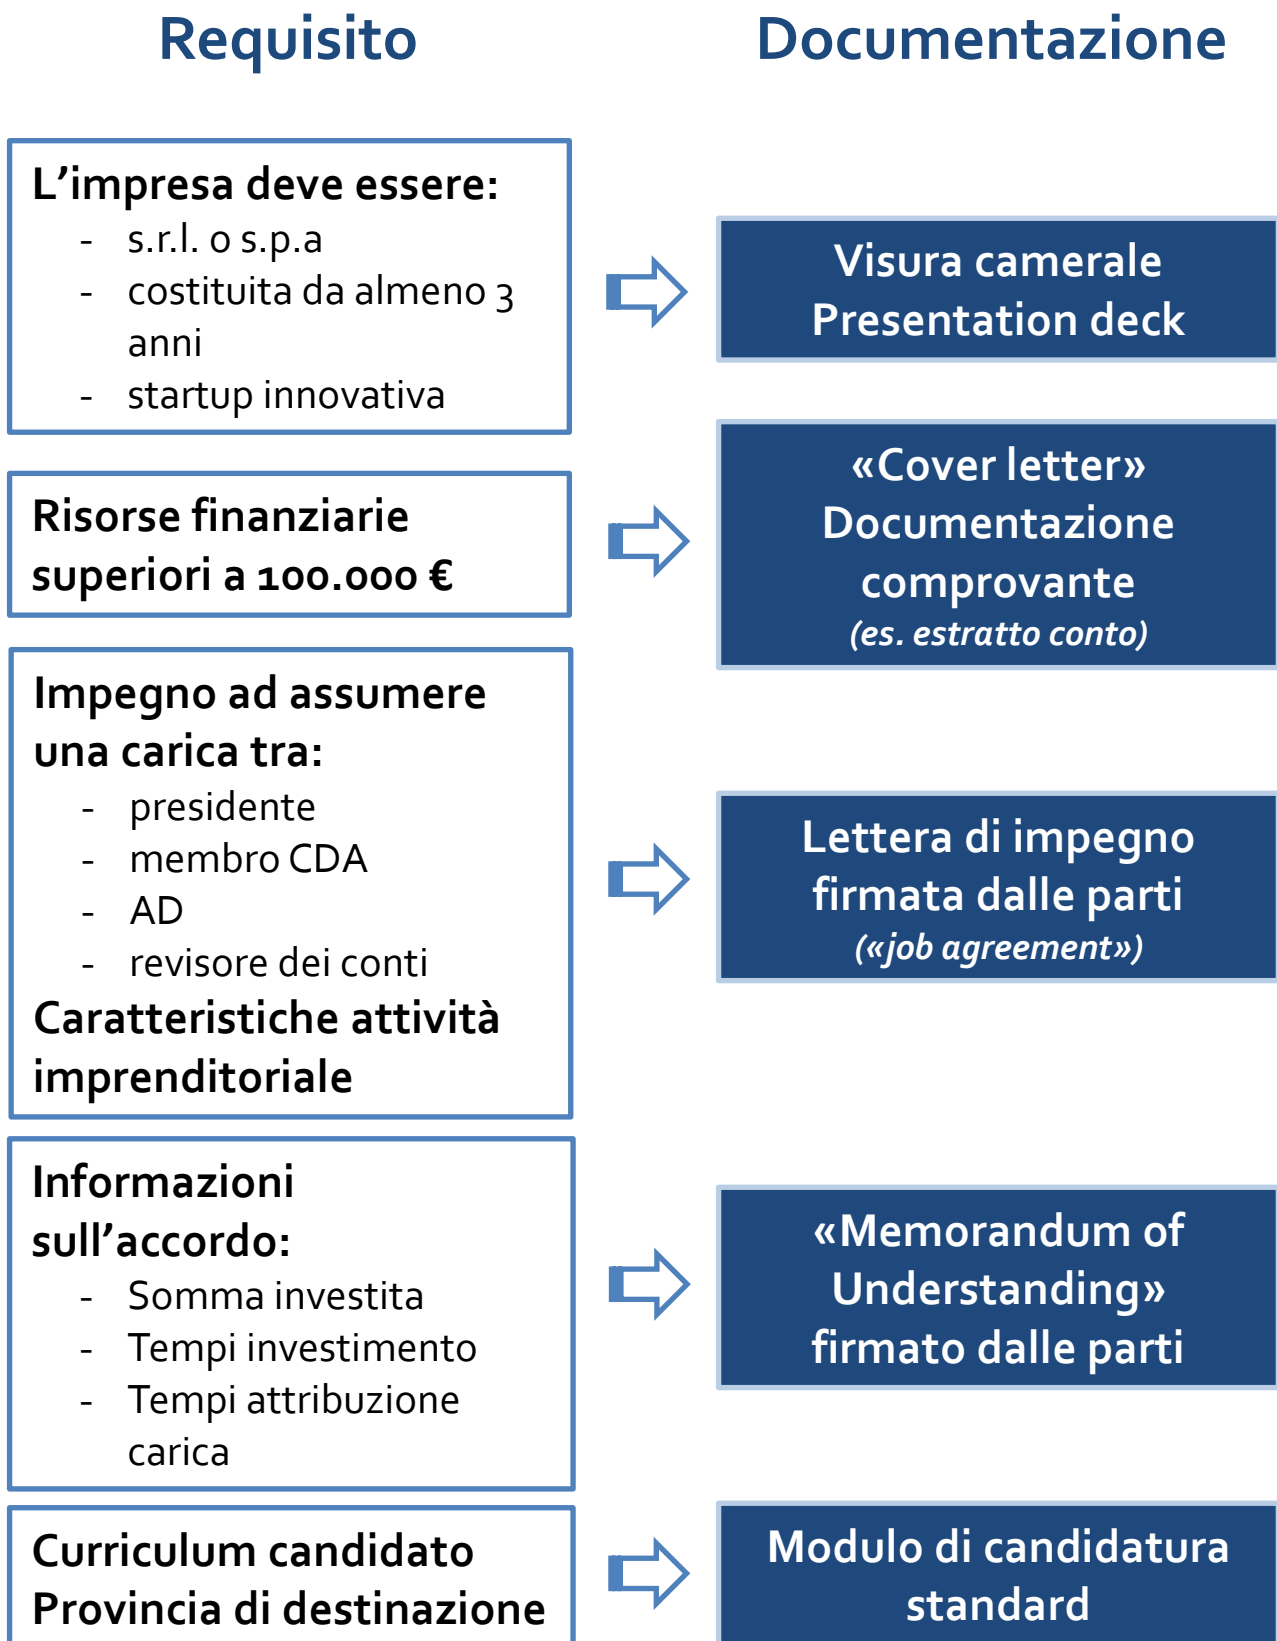 Requisito
Documentazione
L’impresa deve essere:
- s.r.l. o s.p.a
- costituita da almeno 3
anni
- startup innovativa
Visura camerale
Presentation deck
Risorse finanziarie
superiori a 100.000 €
«Cover letter»
Documentazione
comprovante
(es. estratto conto)
Impegno ad assumere
una carica tra:
- presidente
- membro CDA
- AD
- revisore dei conti
Caratteristiche attività
imprenditoriale
Lettera di impegno
firmata dalle parti
(«job agreement»)
Informazioni
sull’accordo:
- Somma investita
- Tempi investimento
- Tempi attribuzione
carica
«Memorandum of
Understanding»
firmato dalle parti
Curriculum candidato
Provincia di destinazione
Modulo di candidatura
standard